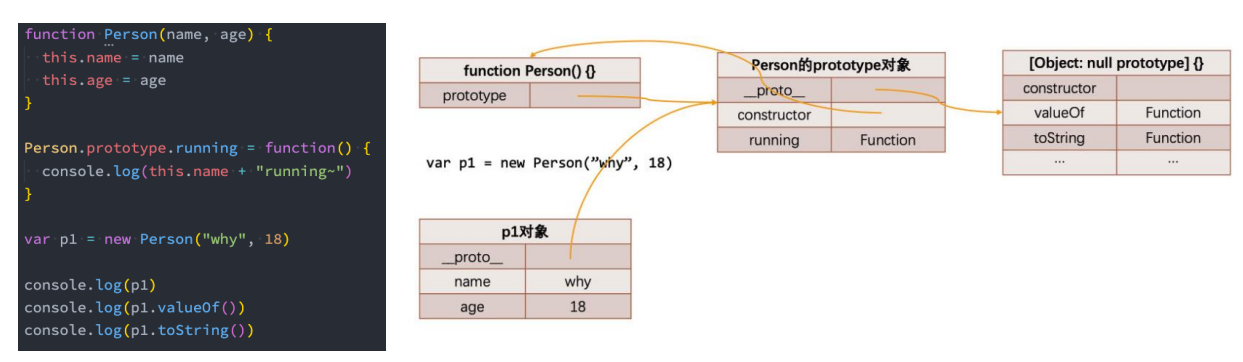 function Person(name, age) {
this.name = name
this.age = age
}
Person.prototype.running = function() {
console.log(this.name + "running~")
}
var p1 = new Person("why", 18)
console.log(p1)
console.log(p1.valueOf())
console.log(p1.toString())
function Person() {}
prototype
var p1 = new Person(”why”, 18)
p1对象
__proto__
name why
age 18
Person的prototype对象
__proto__
constructor
running Function
[Object: null prototype] {}
constructor
valueOf Function
toString Function
... ...